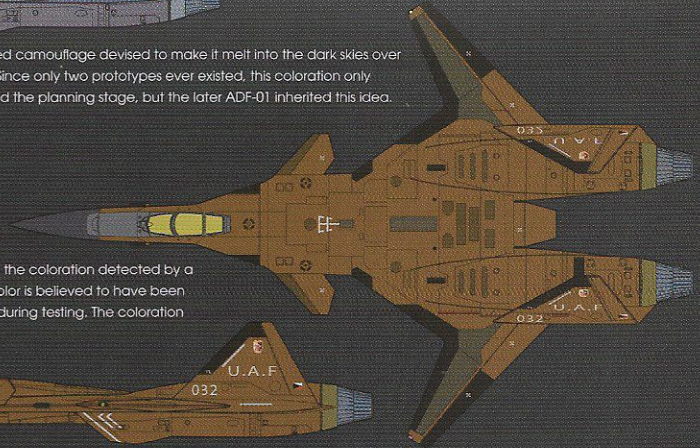 ed camouflage devised to make it melt into the dark skies over
Since only two prototypes ever existed, this coloration only
d the planning stage, but the later ADF-01 inherited this idea.
035
U.A.F
the coloration detected by a
olor is believed to have been
during testing. The coloration
U.A.F
032
U.A.F
032